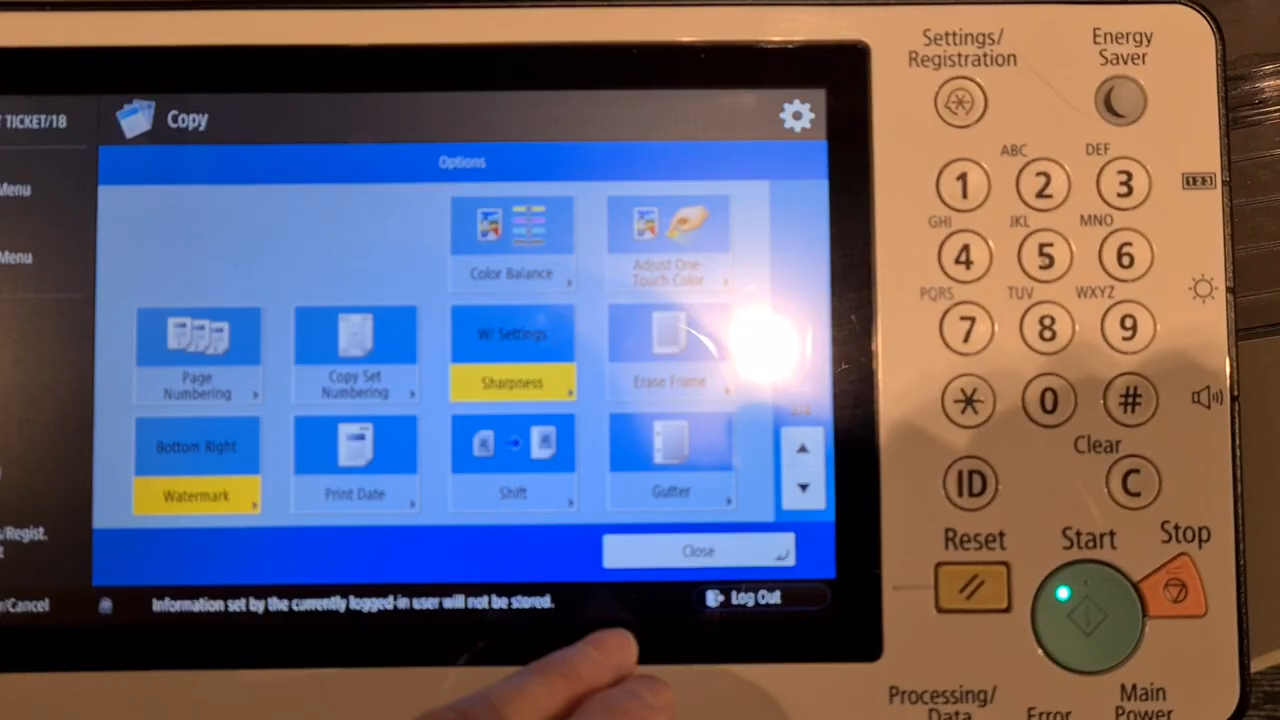 TICKET/18
Copy
Options
Menu
Menu
Color Balance
Adjust One-
Touch Color
Page
Numbering
Copy Set
Numbering
W/ Settings
Sharpness
Erase Frame
Bottom Right
Watermark
Print Date
Shift
Gutter
Close
s/Regist.
r/Cancel
Information set by the currently logged-in user will not be stored.
Log Out
Settings/
Registration
Energy
Saver
ABC
DEF
1
2
3
123
GHI
JKL
MNO
4
5
6
PQRS
TUV
WXYZ
7
8
9
*
0
#
Clear
ID
C
Reset
Start
Stop
Processing/
Data
Error
Main
Power